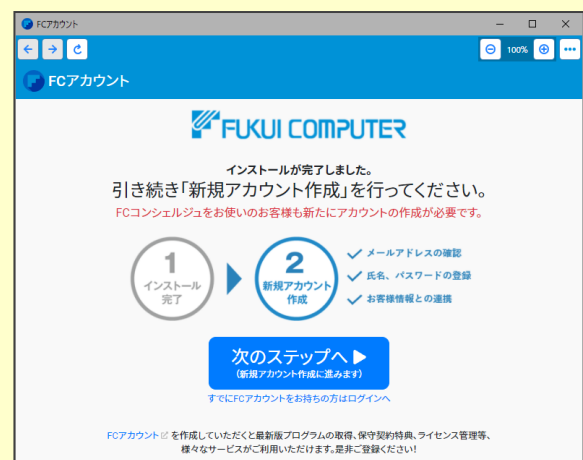 FCアカウント
100%
FCアカウント
FUKUI COMPUTER
インストールが完了しました。
引き続き「新規アカウント作成」を行ってください。
FCコンシェルジュをお使いのお客様も新たにアカウントの作成が必要です。
1
インストール
完了
2
新規アカウント
作成
メールアドレスの確認
氏名、パスワードの登録
お客様情報との連携
次のステップへ ▶
(新規アカウント作成に進みます)
すでにFCアカウントをお持ちの方はログインへ
FCアカウント を作成していただくと最新版プログラムの取得、保守契約特典、ライセンス管理等、
様々なサービスがご利用いただけます。是非ご登録ください!